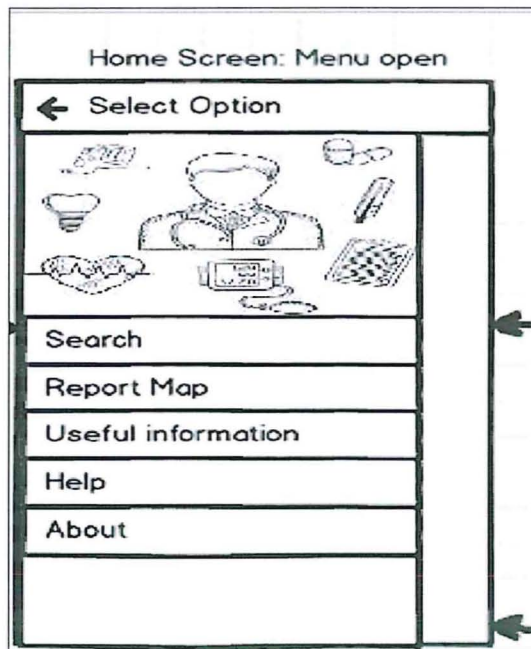 Home Screen: Menu open
Select Option
Search
Report Map
Useful information
Help
About